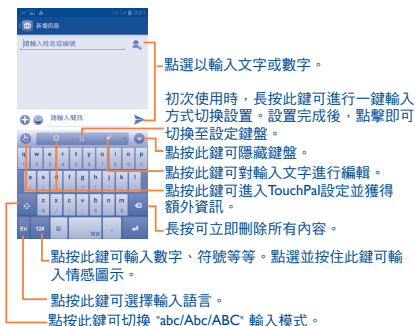 新增訊息
請輸入姓名或編號
點選以輸入文字或數字。
初次使用時，長按此鍵可進行一鍵輸入
方式切換設置。設置完成後，點擊即可
切換至設定鍵盤。
請輸入簡訊
點按此鍵可隱藏鍵盤。
點按此鍵可對輸入文字進行編輯。
點按此鍵可進入TouchPal設定並獲得
額外資訊。
q w e r t y u i o p
a s d f g h j k l
z x c v b n m
長按可立即刪除所有內容。
En 12#
點按此鍵可輸入數字、符號等等。點選並按住此鍵可輸
入情感圖示。
點按此鍵可選擇輸入語言。
點按此鍵可切換 "abc/Abc/ABC" 輸入模式。